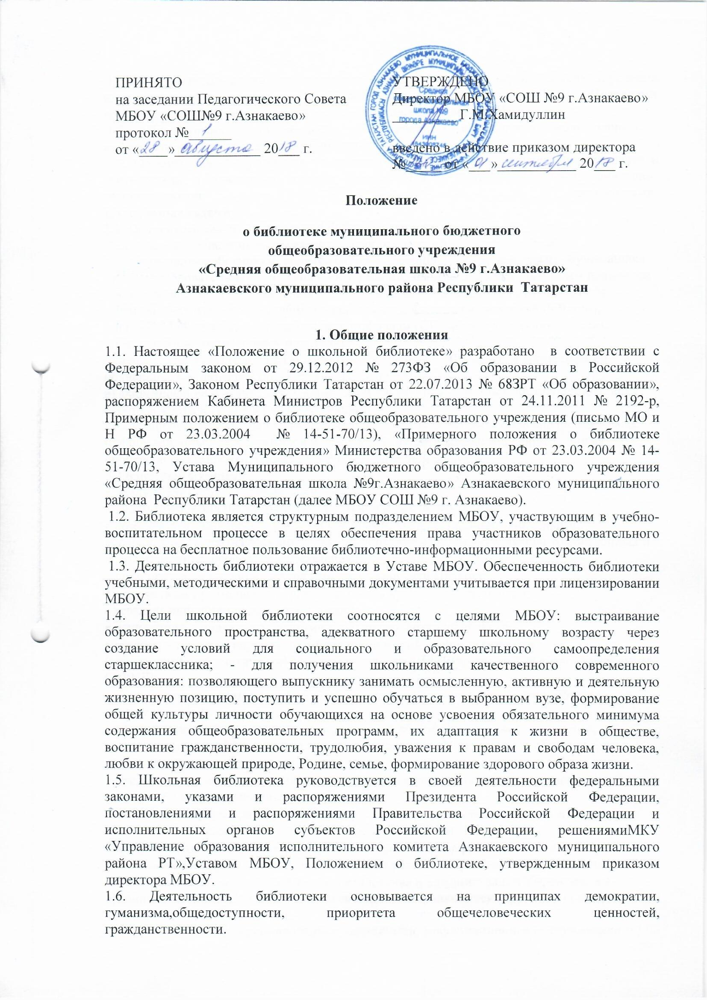 ПРИНЯТО
на заседании Педагогического Совета
МБОУ «СОШ№9 г.Азнакаево»
протокол № 1
от «28» августа 2018 г.
УТВЕРЖДЕНО
Директор МБОУ «СОШ №9 г.Азнакаево»
Г.М.Хамидуллин
введено в действие приказом директора
№ от «01» сентября 2018 г.
"Средняя
школа №9
города Азнакаево"
ИНН
Положение
о библиотеке муниципального бюджетного
общеобразовательного учреждения
«Средняя общеобразовательная школа №9 г.Азнакаево»
Азнакаевского муниципального района Республики Татарстан
1. Общие положения
1.1. Настоящее «Положение о школьной библиотеке» разработано в соответствии с
Федеральным законом от 29.12.2012 № 273ФЗ «Об образовании в Российской
Федерации», Законом Республики Татарстан от 22.07.2013 № 68ЗРТ «Об образовании»,
распоряжением Кабинета Министров Республики Татарстан от 24.11.2011 № 2192-р,
Примерным положением о библиотеке общеобразовательного учреждения (письмо МО и
Н РФ от 23.03.2004 № 14-51-70/13), «Примерного положения о библиотеке
общеобразовательного учреждения» Министерства образования РФ от 23.03.2004 № 14-
51-70/13, Устава Муниципального бюджетного общеобразовательного учреждения
«Средняя общеобразовательная школа №9г.Азнакаево» Азнакаевского муниципального
района Республики Татарстан (далее МБОУ СОШ №9 г. Азнакаево).
1.2. Библиотека является структурным подразделением МБОУ, участвующим в учебно-
воспитательном процессе в целях обеспечения права участников образовательного
процесса на бесплатное пользование библиотечно-информационными ресурсами.
1.3. Деятельность библиотеки отражается в Уставе МБОУ. Обеспеченность библиотеки
учебными, методическими и справочными документами учитывается при лицензировании
МБОУ.
1.4. Цели школьной библиотеки соотносятся с целями МБОУ: выстраивание
образовательного пространства, адекватного старшему школьному возрасту через
создание условий для социального и образовательного самоопределения
старшеклассника; - для получения школьниками качественного современного
образования: позволяющего выпускнику занимать осмысленную, активную и деятельную
жизненную позицию, поступить и успешно обучаться в выбранном вузе, формирование
общей культуры личности обучающихся на основе усвоения обязательного минимума
содержания общеобразовательных программ, их адаптация к жизни в обществе,
воспитание гражданственности, трудолюбия, уважения к правам и свободам человека,
любви к окружающей природе, Родине, семье, формирование здорового образа жизни.
1.5. Школьная библиотека руководствуется в своей деятельности федеральными
законами, указами и распоряжениями Президента Российской Федерации,
постановлениями и распоряжениями Правительства Российской Федерации и
исполнительных органов субъектов Российской Федерации, решениямиМКУ
«Управление образования исполнительного комитета Азнакаевского муниципального
района РТ»,Уставом МБОУ, Положением о библиотеке, утвержденным приказом
директора МБОУ.
1.6. Деятельность библиотеки основывается на принципах демократии,
гуманизма,общедоступности, приоритета общечеловеческих ценностей,
гражданственности.